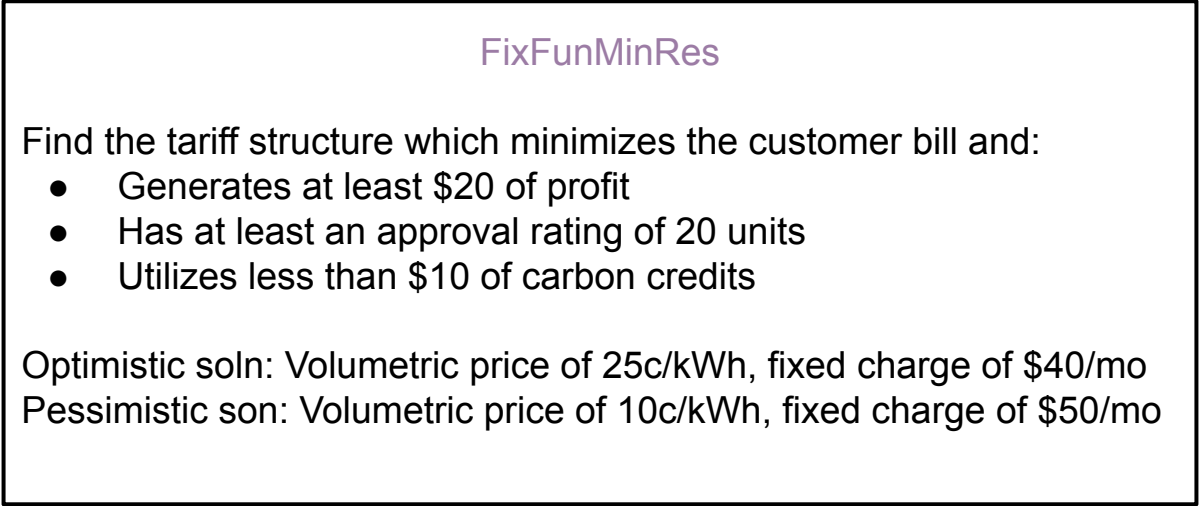 FixFunMinRes
Find the tariff structure which minimizes the customer bill and:
● Generates at least $20 of profit
● Has at least an approval rating of 20 units
● Utilizes less than $10 of carbon credits
Optimistic soln: Volumetric price of 25c/kWh, fixed charge of $40/mo
Pessimistic son: Volumetric price of 10c/kWh, fixed charge of $50/mo